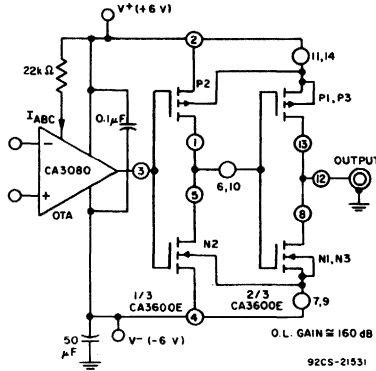 V+ (+6 V)
2
11,14
22kΩ
P2
P1, P3
IABC
0.1µF
13
CA3080
3
1
6,10
12
OUTPUT
5
OTA
8
N2
N1, N3
1/3
CA3600E
2/3
CA3600E
4
7,9
50
µF
V- (-6 V)
O.L. GAIN ≅ 160 dB
92CS-21531